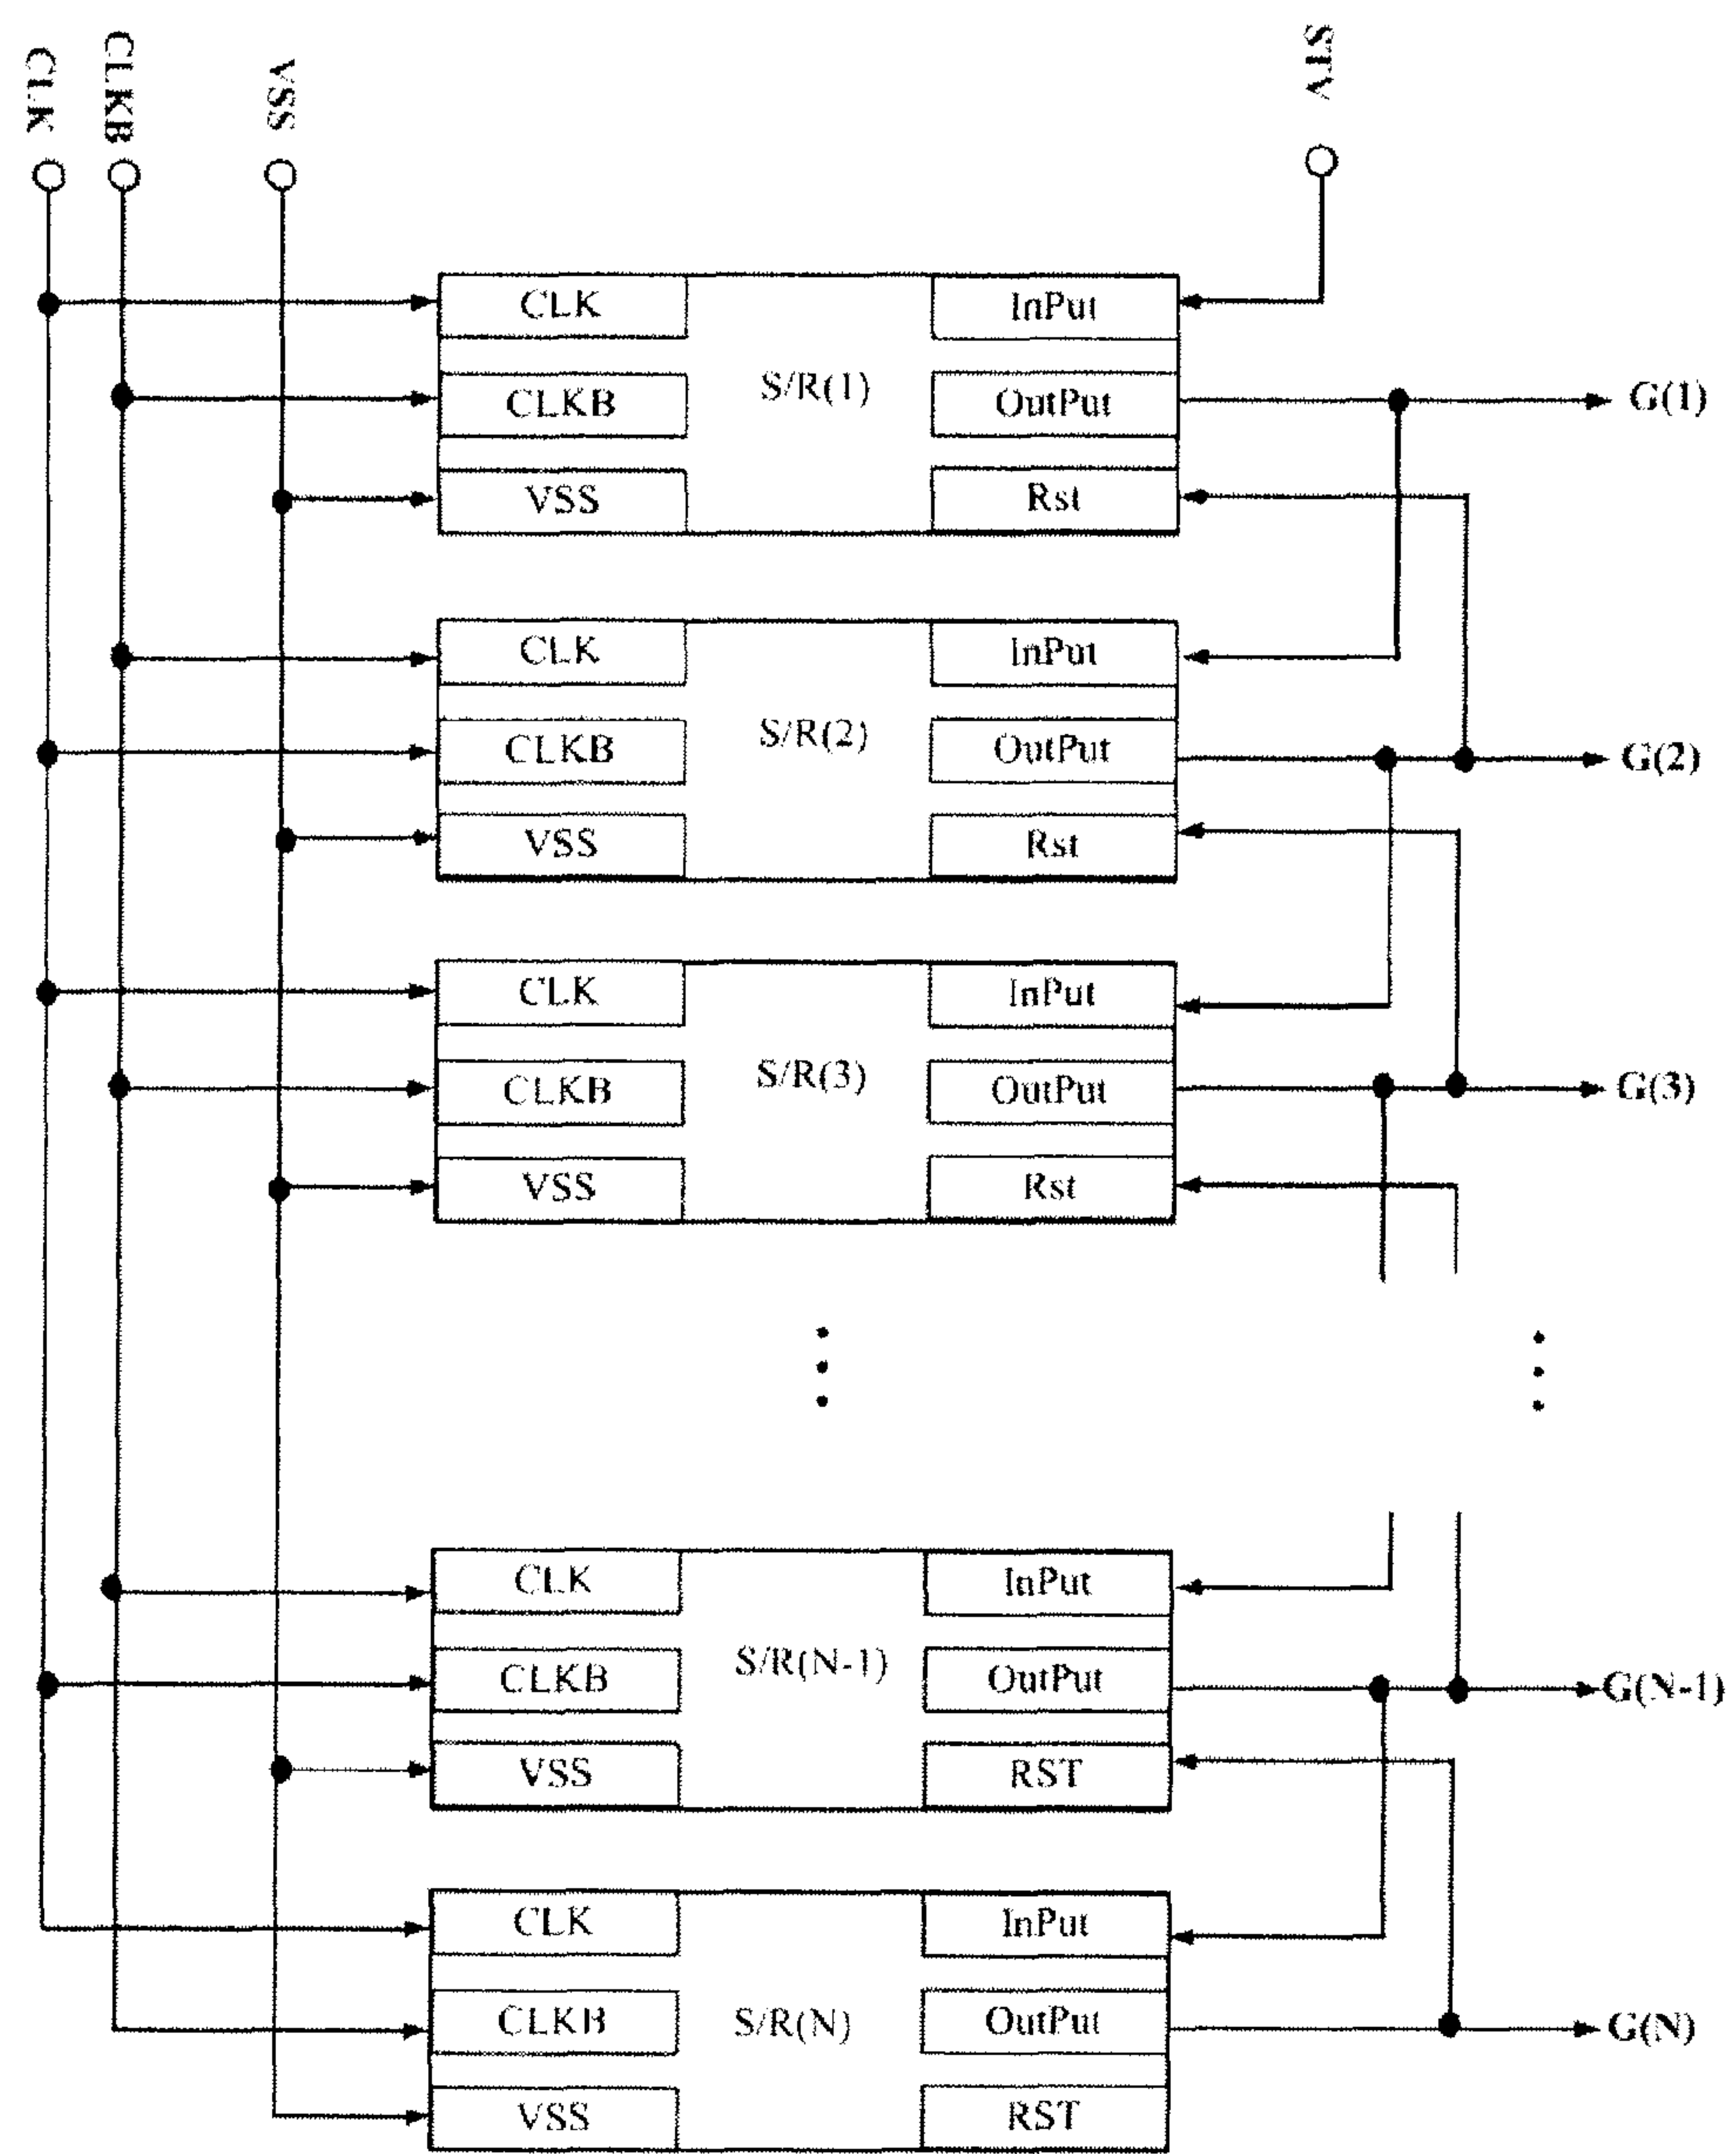 CLK
CLKB
VSS
STV
CLK
InPut
S/R(1)
CLKB
OutPut
G(1)
VSS
Rst
CLK
InPut
S/R(2)
CLKB
OutPut
G(2)
VSS
Rst
CLK
InPut
S/R(3)
CLKB
OutPut
G(3)
VSS
Rst
CLK
InPut
S/R(N-1)
CLKB
OutPut
G(N-1)
VSS
RST
CLK
InPut
S/R(N)
CLKB
OutPut
G(N)
VSS
RST